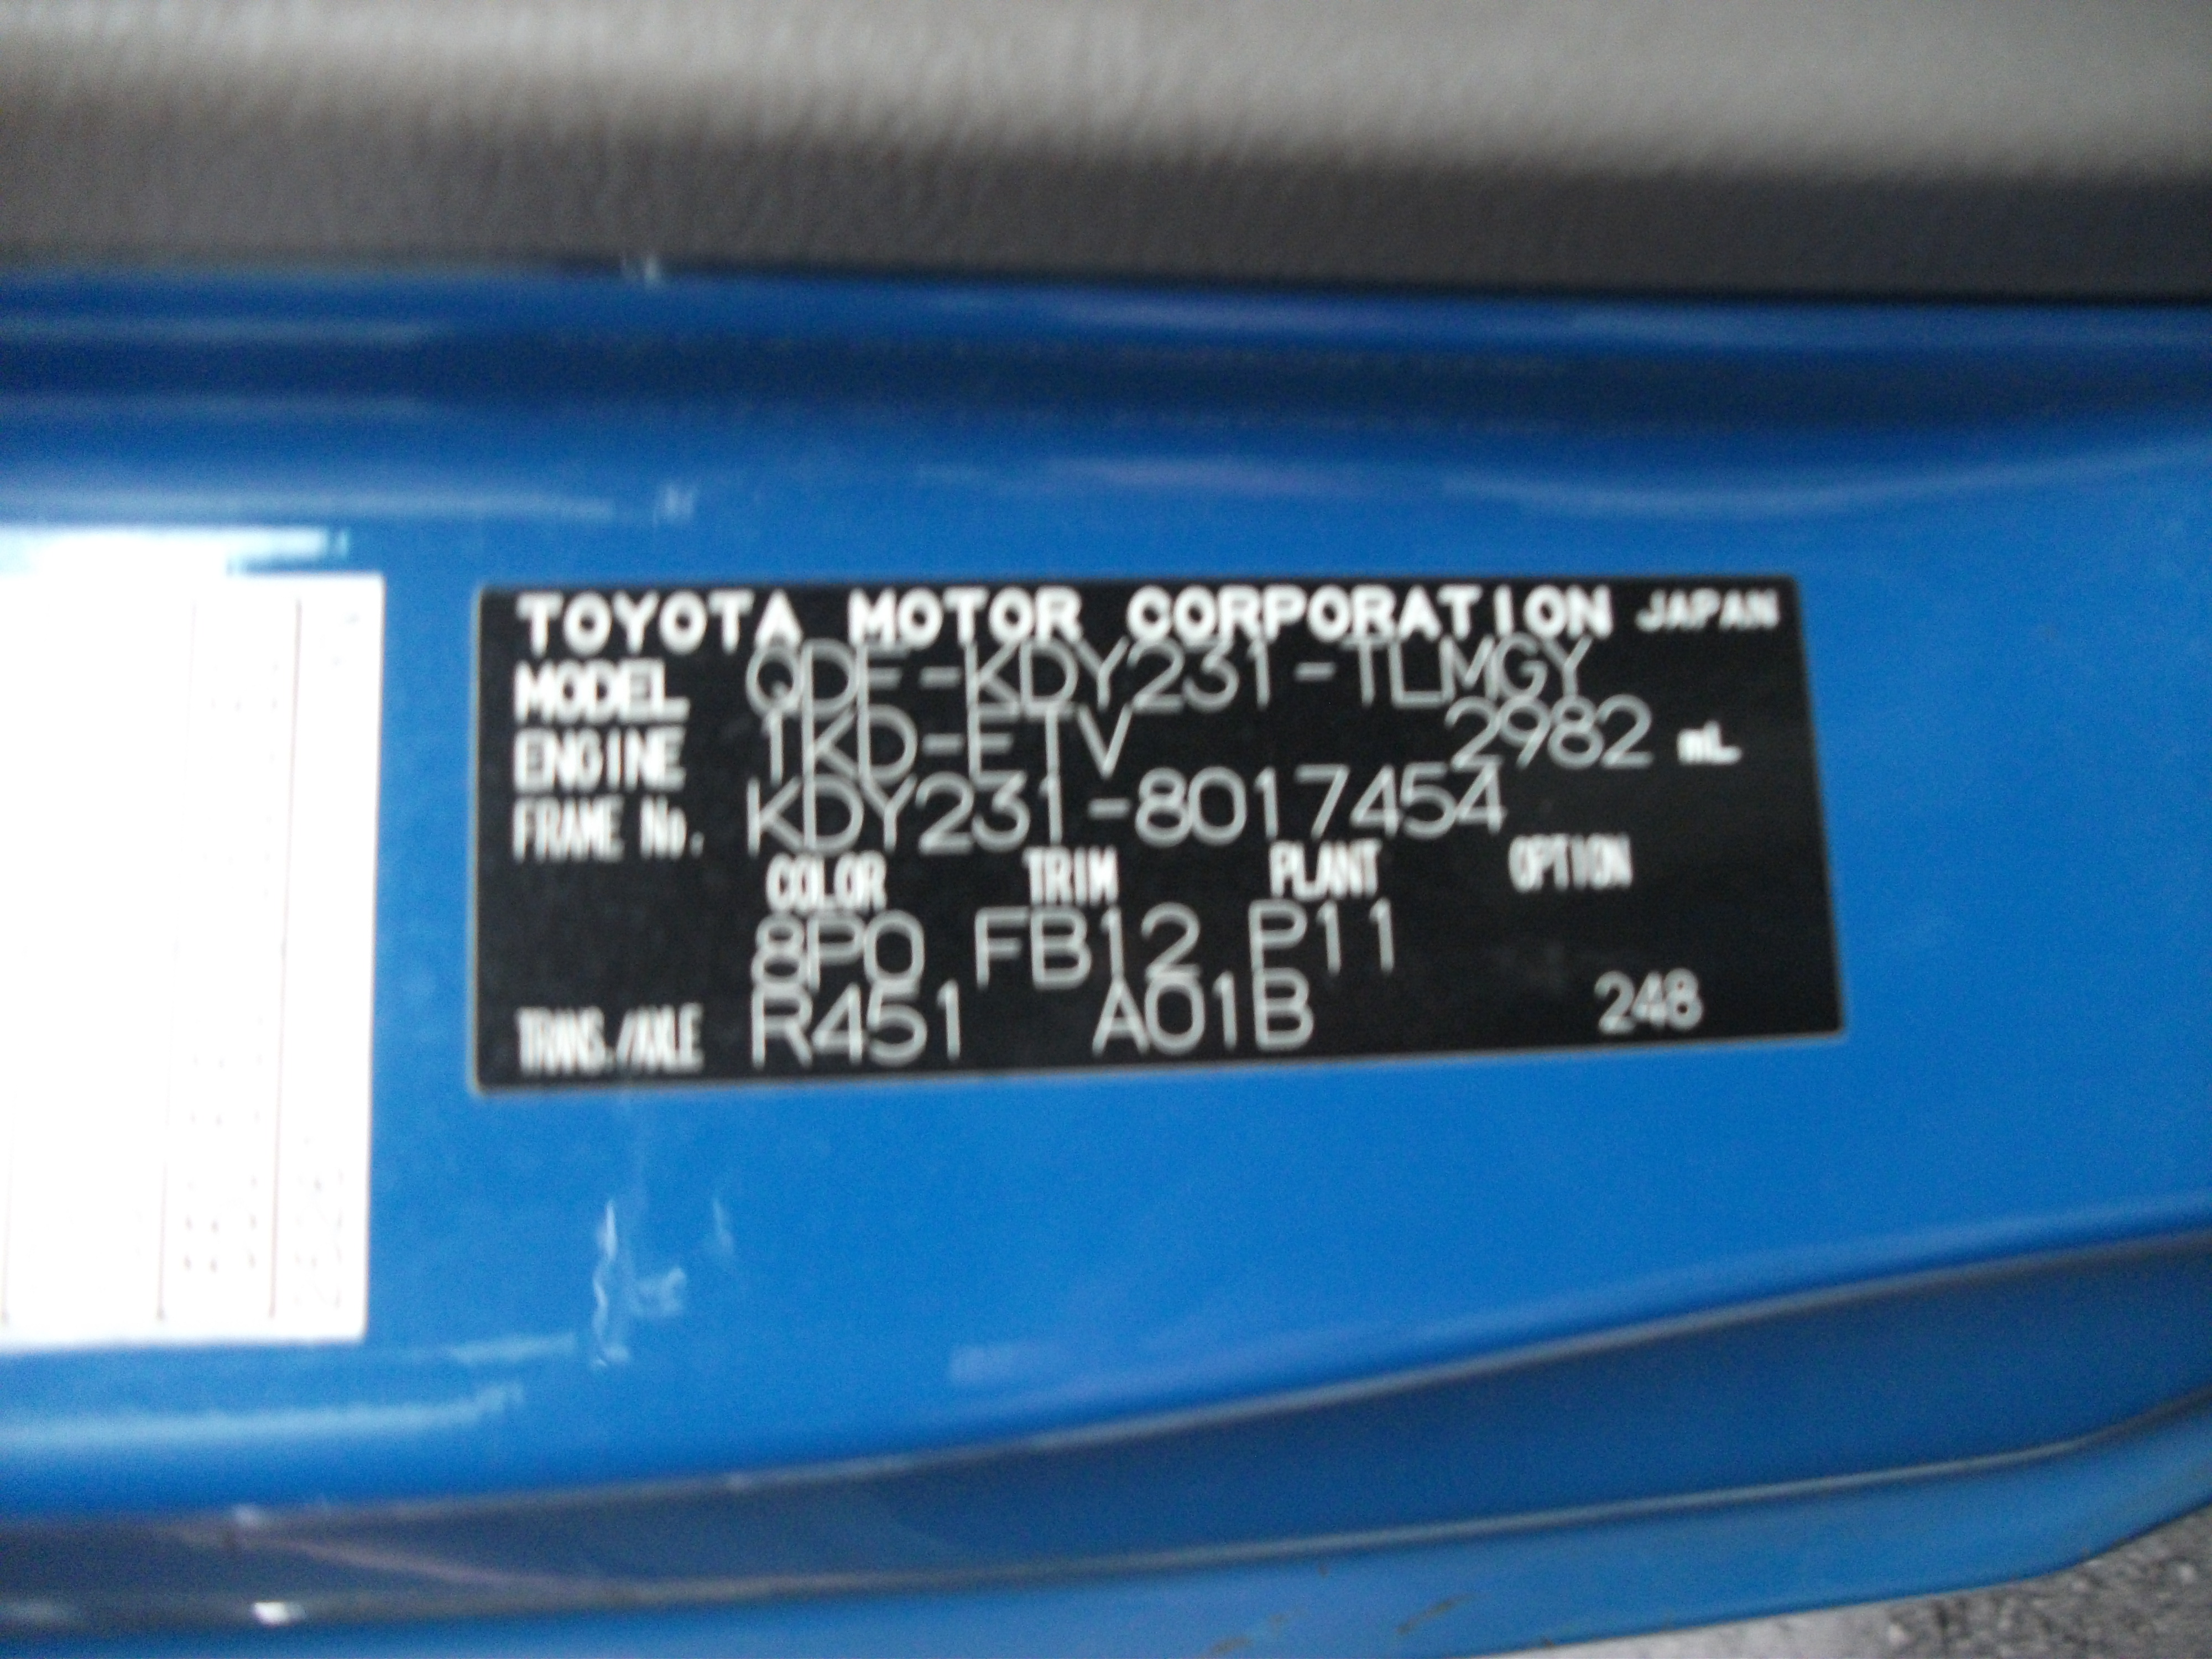 TOYOTA MOTOR CORPORATION JAPAN
MODEL QDF-KDY231-TLMGY
ENGINE 1KD-FTV 2982 mL
FRAME No. KDY231-8017454
COLOR TRIM PLANT OPTION
8P0 FB12 P11
TRANS./AXLE R451 A01B 248